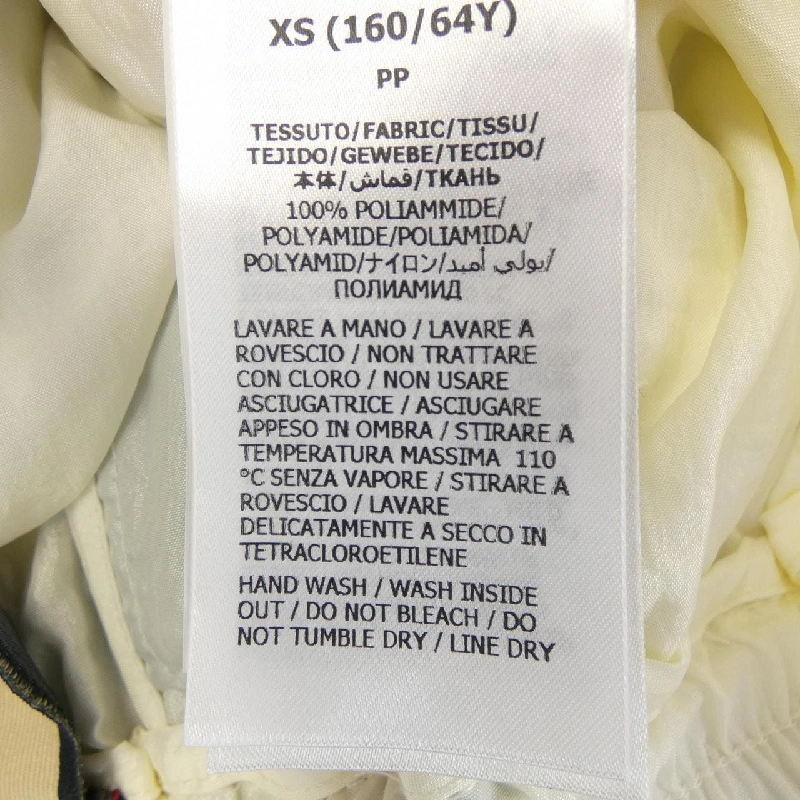 XS (160/64Y)
PP
TESSUTO/FABRIC/TISSU/
TEJIDO/GEWEBE/TECIDO/
本体/قماش/ТКАНЬ
100% POLIAMMIDE/
POLYAMIDE/POLIAMIDA/
POLYAMID/ナイロン/بولي أميد/
ПОЛИАМИД
LAVARE A MANO / LAVARE A
ROVESCIO / NON TRATTARE
CON CLORO / NON USARE
ASCIUGATRICE / ASCIUGARE
APPESO IN OMBRA / STIRARE A
TEMPERATURA MASSIMA 110
°C SENZA VAPORE / STIRARE A
ROVESCIO / LAVARE
DELICATAMENTE A SECCO IN
TETRACLOROETILENE
HAND WASH / WASH INSIDE
OUT / DO NOT BLEACH / DO
NOT TUMBLE DRY / LINE DRY